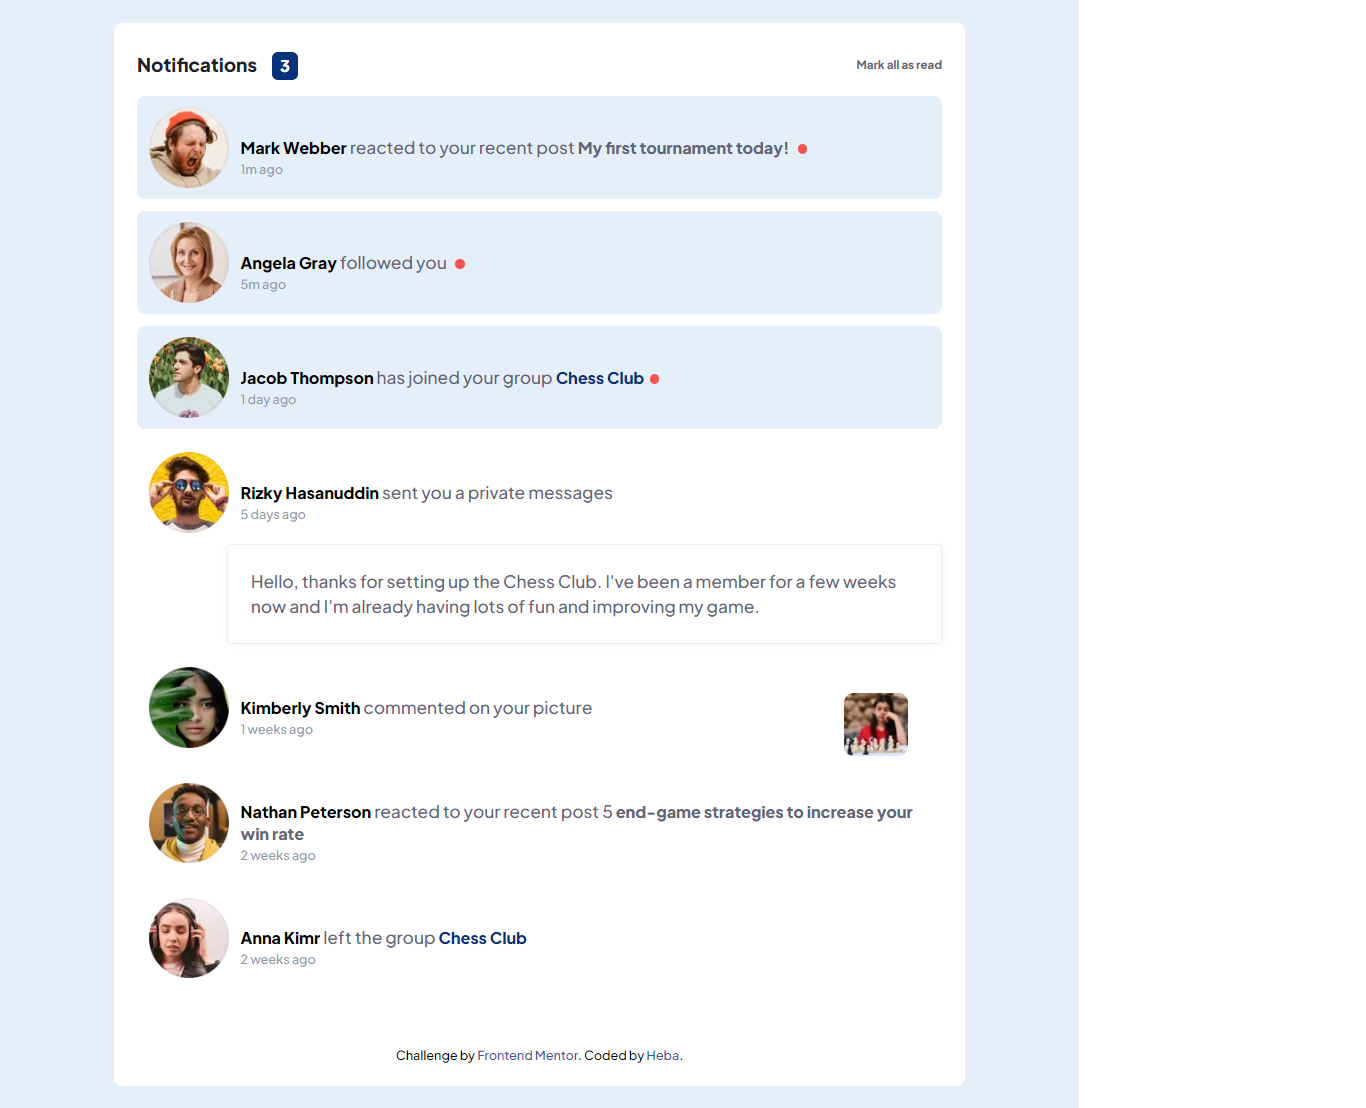 Notifications 3
Mark all as read
Mark Webber reacted to your recent post My first tournament today!
1m ago
Angela Gray followed you
5m ago
Jacob Thompson has joined your group Chess Club
1 day ago
Rizky Hasanuddin sent you a private messages
5 days ago
Hello, thanks for setting up the Chess Club. I've been a member for a few weeks
now and I'm already having lots of fun and improving my game.
Kimberly Smith commented on your picture
1 weeks ago
Nathan Peterson reacted to your recent post 5 end-game strategies to increase your
win rate
2 weeks ago
Anna Kimr left the group Chess Club
2 weeks ago
Challenge by Frontend Mentor. Coded by Heba.